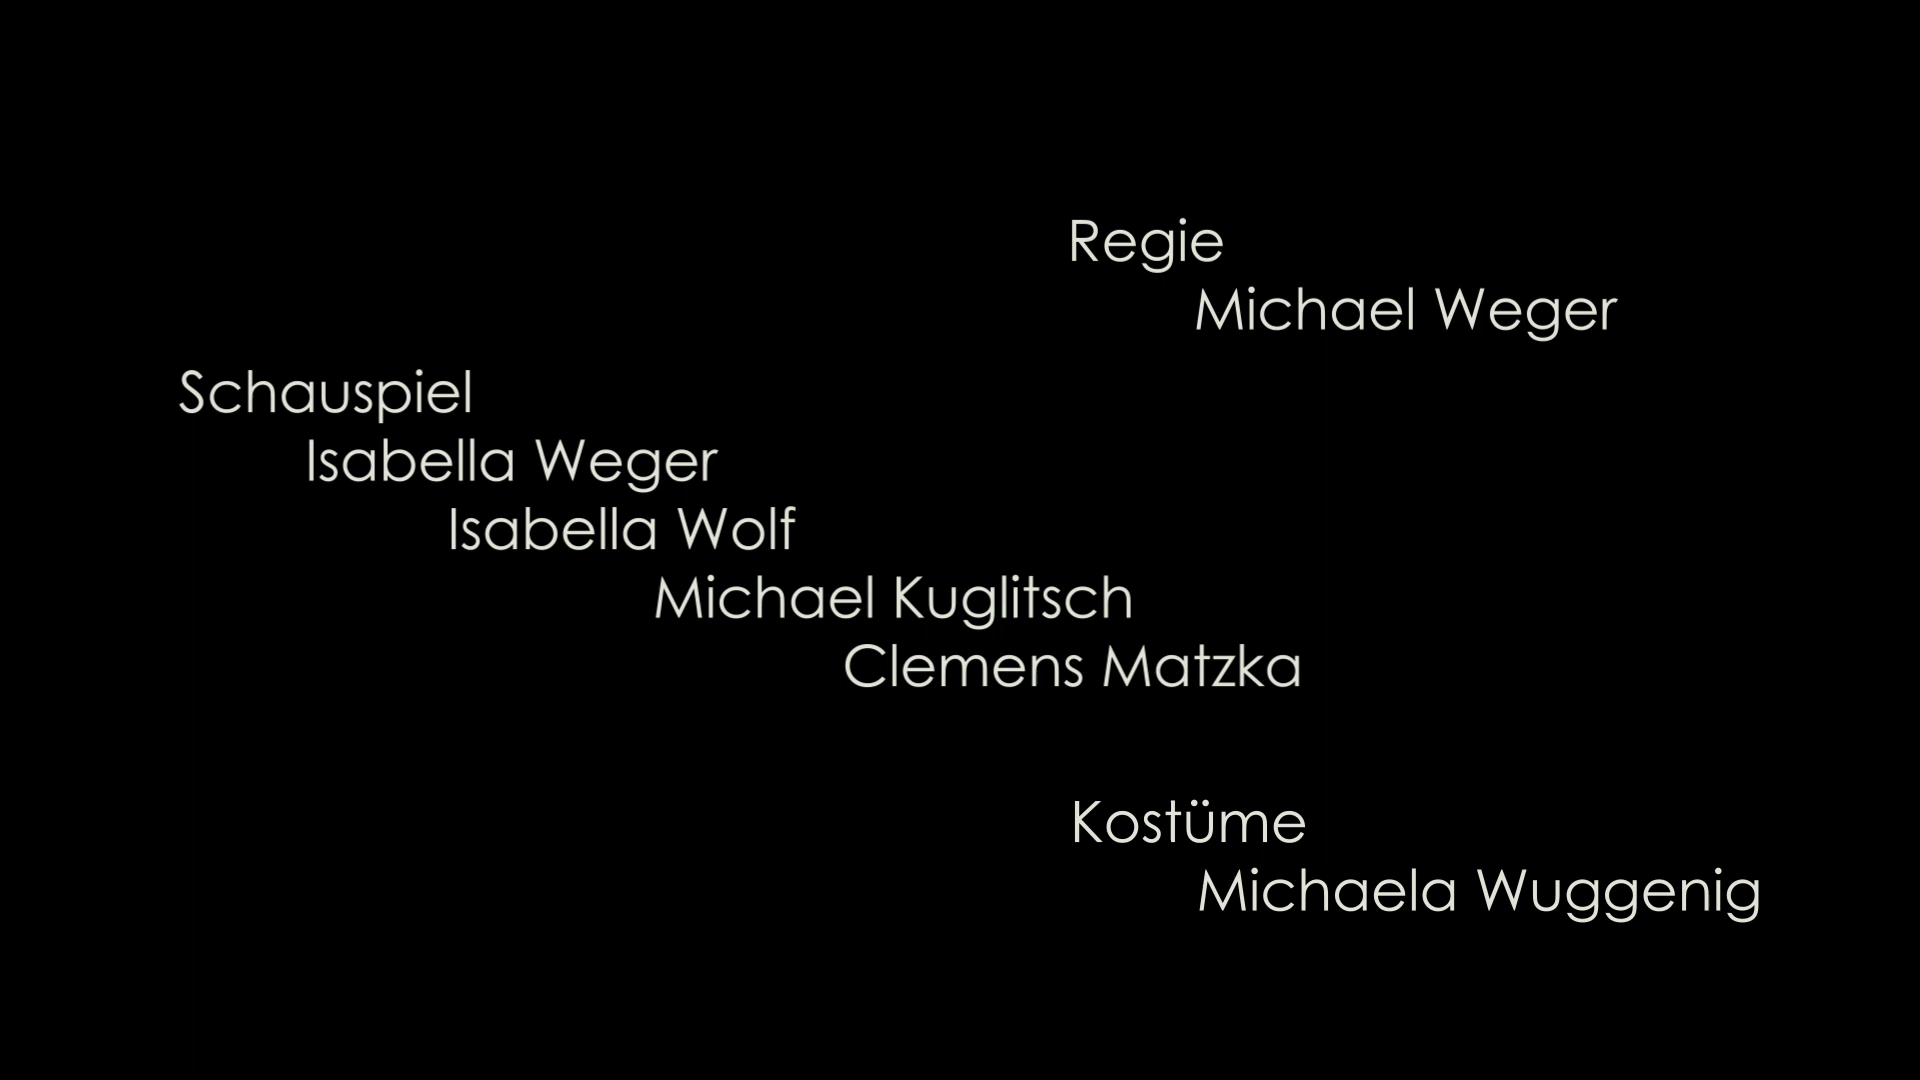 Regie
Michael Weger
Schauspiel
Isabella Weger
Isabella Wolf
Michael Kuglitsch
Clemens Matzka
Kostüme
Michaela Wuggenig